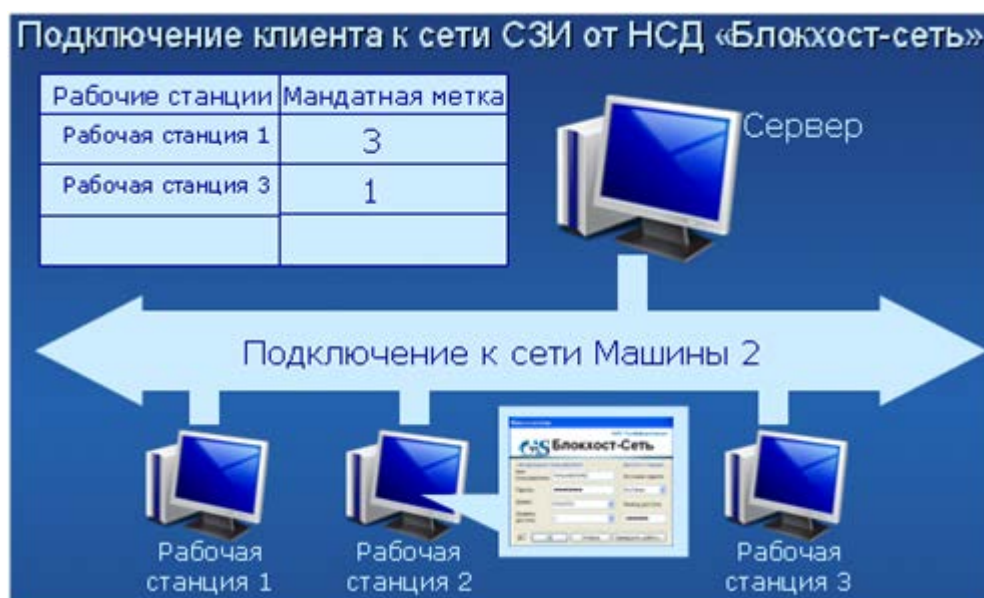 Подключение клиента к сети СЗИ от НСД «Блокхост-сеть»
Рабочие станции Мандатная метка
Рабочая станция 1 3
Рабочая станция 3 1
Сервер
Подключение к сети Машины 2
Блокхост-Сеть
Рабочая
станция 1
Рабочая
станция 2
Рабочая
станция 3